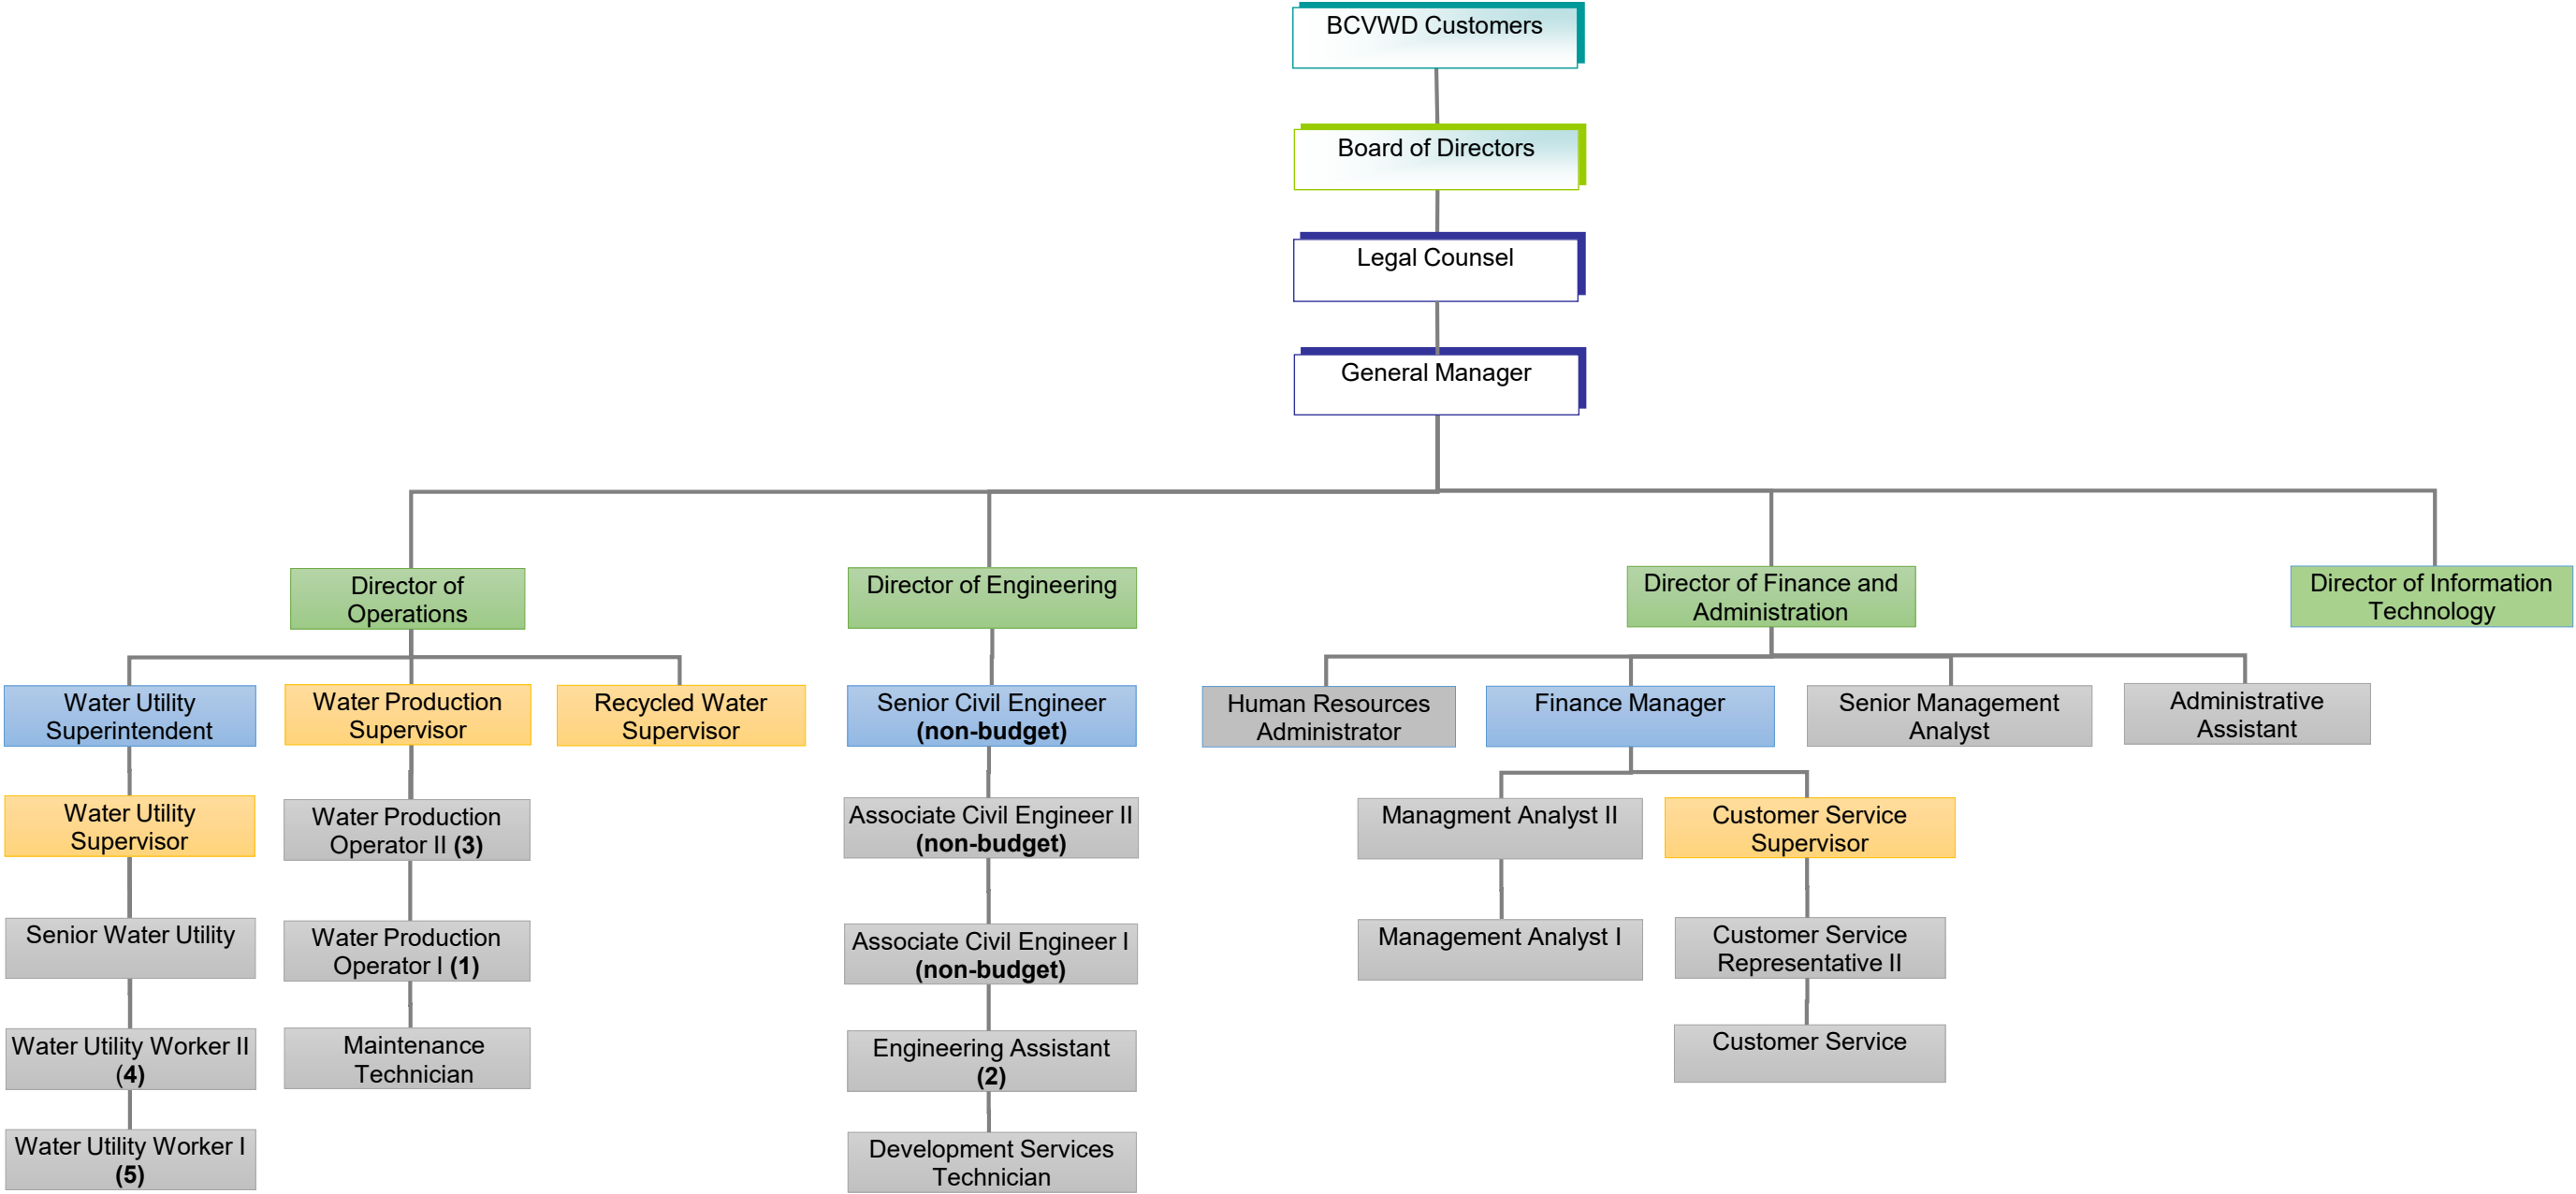 BCVWD Customers
Board of Directors
Legal Counsel
General Manager
Director of
Operations
Director of Engineering
Director of Finance and
Administration
Director of Information
Technology
Water Utility
Superintendent
Water Production
Supervisor
Recycled Water
Supervisor
Senior Civil Engineer
(non-budget)
Human Resources
Administrator
Finance Manager
Senior Management
Analyst
Administrative
Assistant
Water Utility
Supervisor
Water Production
Operator II (3)
Associate Civil Engineer II
(non-budget)
Managment Analyst II
Customer Service
Supervisor
Senior Water Utility
Water Production
Operator I (1)
Associate Civil Engineer I
(non-budget)
Management Analyst I
Customer Service
Representative II
Water Utility Worker II
(4)
Maintenance
Technician
Engineering Assistant
(2)
Customer Service
Water Utility Worker I
(5)
Development Services
Technician